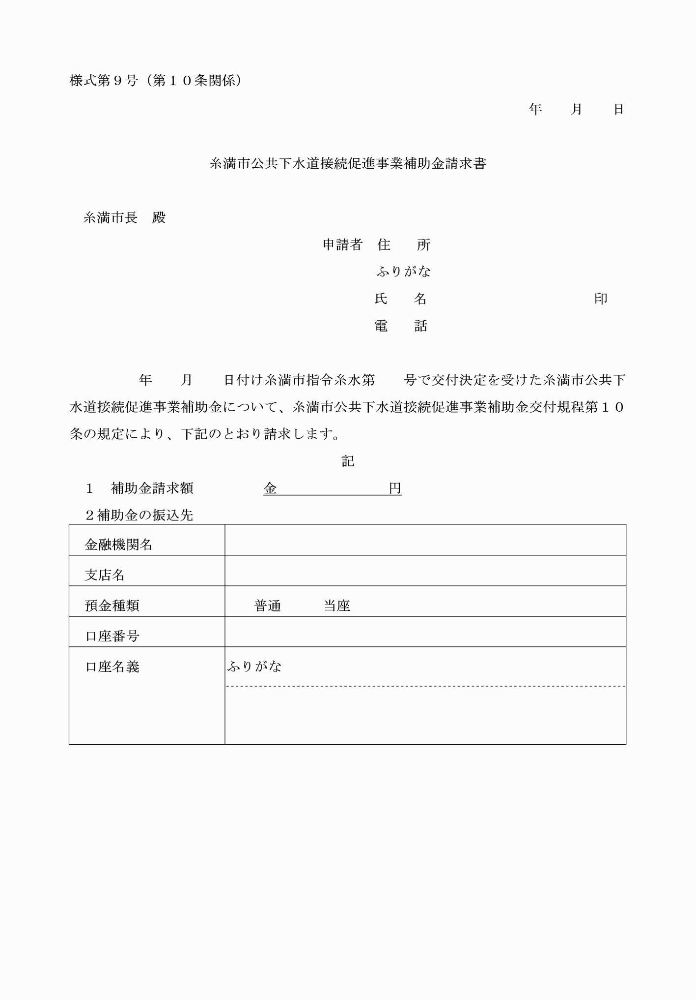 様式第９号（第１０条関係）
年　　月　　日
糸満市公共下水道接続促進事業補助金請求書
糸満市長　殿
申請者　住　　所
ふりがな
氏　　名　　　　　　　　　　　　印
電　　話
年　　月　　日付け糸満市指令糸水第　　号で交付決定を受けた糸満市公共下
水道接続促進事業補助金について、糸満市公共下水道接続促進事業補助金交付規程第１０
条の規定により、下記のとおり請求します。
記
１　補助金請求額　　　　　金　　　　　　　　円
２補助金の振込先
金融機関名
支店名
預金種類　　普通　　　当座
口座番号
口座名義　ふりがな